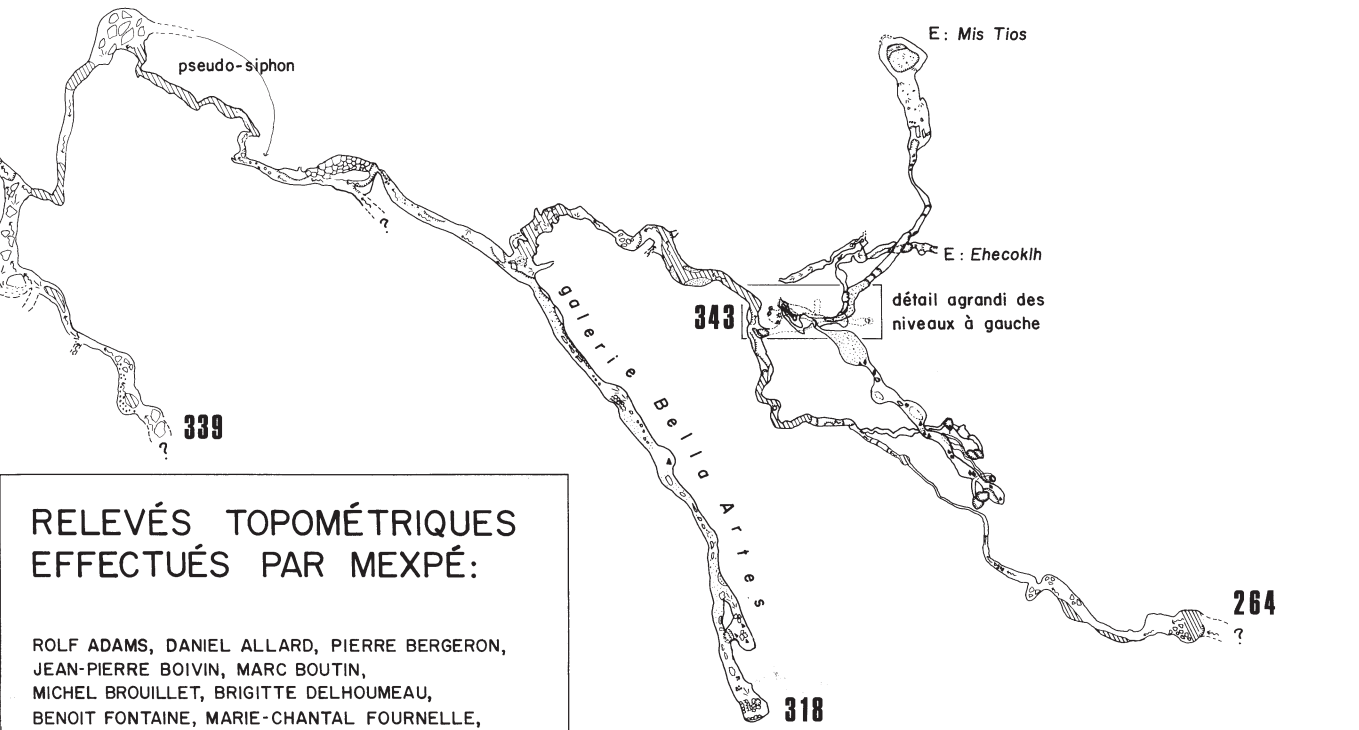 E: Mis Tios
pseudo-siphon
?
E: Ehecoklh
détail agrandi des
niveaux à gauche
343
galerie Bella Artes
339
?
264
?
318
RELEVÉS TOPOMÉTRIQUES
EFFECTUÉS PAR MEXPÉ:
ROLF ADAMS, DANIEL ALLARD, PIERRE BERGERON,
JEAN-PIERRE BOIVIN, MARC BOUTIN,
MICHEL BROUILLET, BRIGITTE DELHOUMEAU,
BENOIT FONTAINE, MARIE-CHANTAL FOURNELLE,